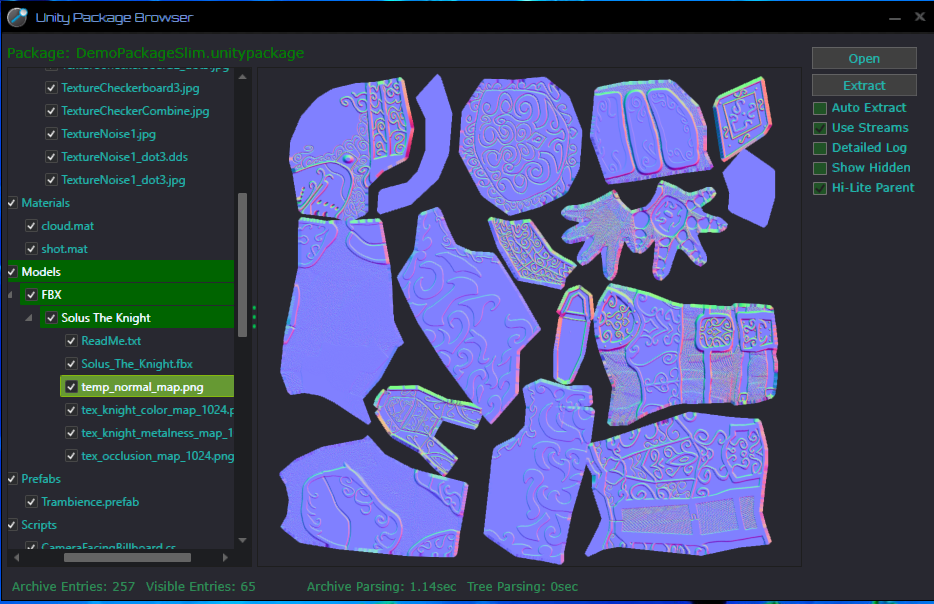 Unity Package Browser
Package: DemoPackageSlim.unitypackage
TextureCheckerboard3.jpg
TextureCheckerCombine.jpg
TextureNoise1.jpg
TextureNoise1_dot3.dds
TextureNoise1_dot3.jpg
Materials
cloud.mat
shot.mat
Models
FBX
Solus The Knight
ReadMe.txt
Solus_The_Knight.fbx
temp_normal_map.png
tex_knight_color_map_1024.p
tex_knight_metalness_map_1
tex_occlusion_map_1024.png
Prefabs
Trambience.prefab
Scripts
CameraFacingBillboard.cs
Open
Extract
Auto Extract
Use Streams
Detailed Log
Show Hidden
Hi-Lite Parent
Archive Entries: 257 Visible Entries: 65 Archive Parsing: 1.14sec Tree Parsing: 0sec